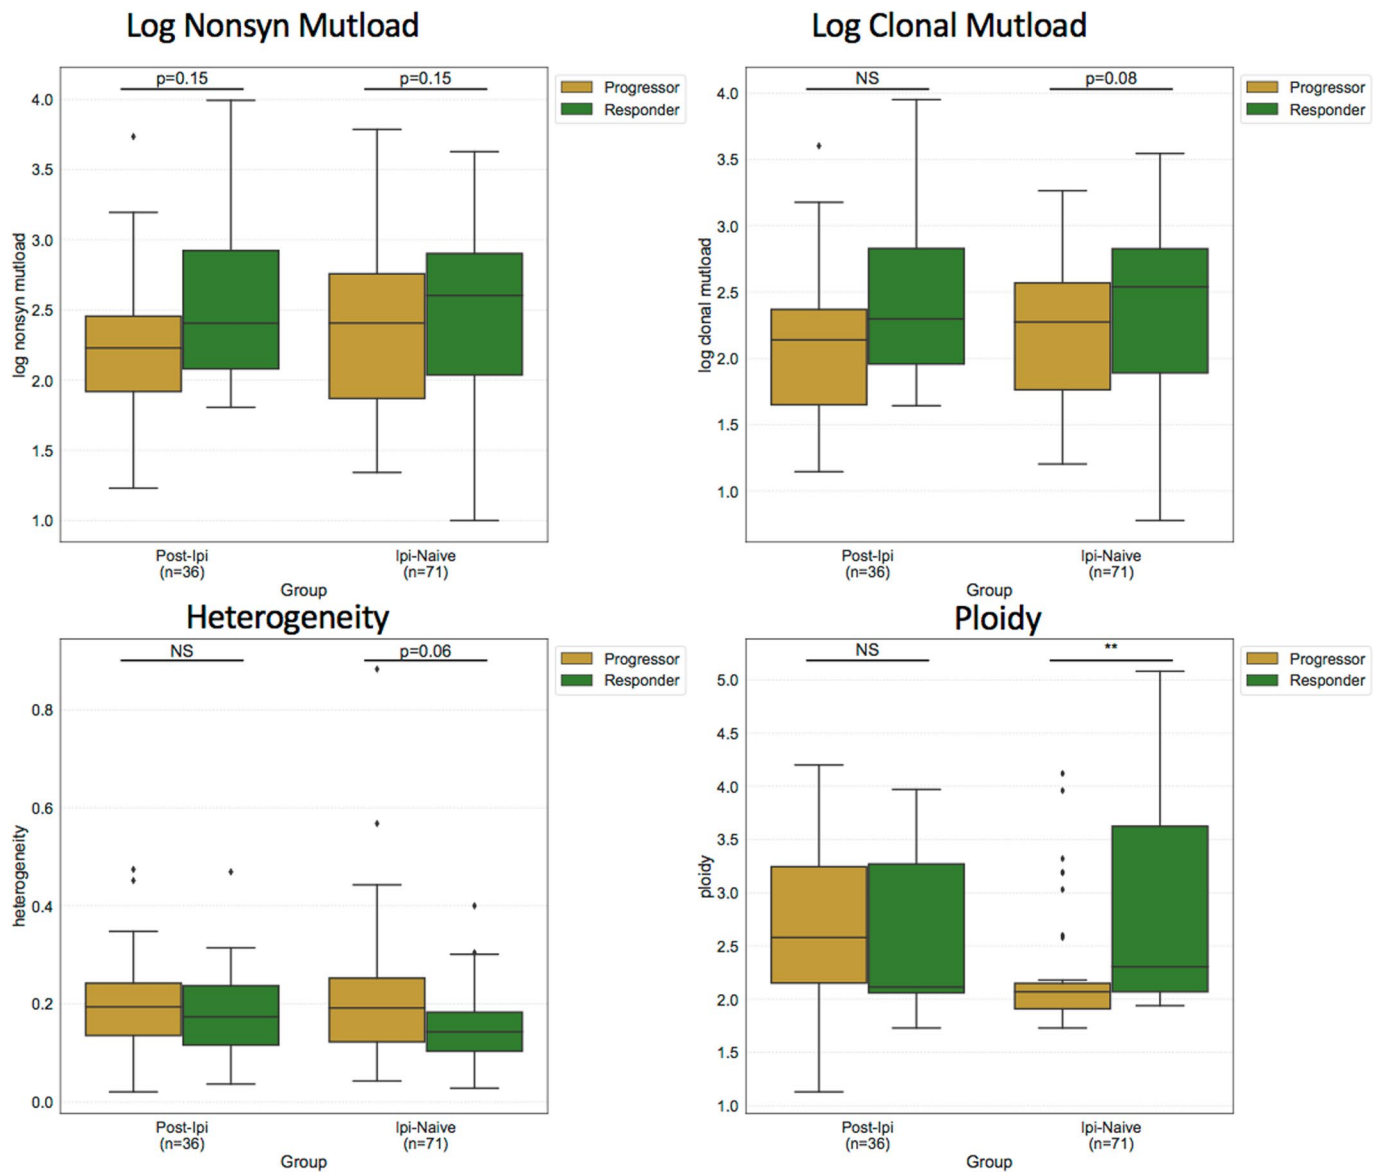 Log Nonsyn Mutload
p=0.15
p=0.15
Progressor
Responder
4.0
3.5
3.0
2.5
2.0
1.5
1.0
log nonsyn mutload
Post-Ipi
(n=36)
Ipi-Naive
(n=71)
Group
Log Clonal Mutload
NS
p=0.08
Progressor
Responder
4.0
3.5
3.0
2.5
2.0
1.5
1.0
log clonal mutload
Post-Ipi
(n=36)
Ipi-Naive
(n=71)
Group
Heterogeneity
NS
p=0.06
Progressor
Responder
0.8
0.6
0.4
0.2
0.0
heterogeneity
Post-Ipi
(n=36)
Ipi-Naive
(n=71)
Group
Ploidy
NS
**
Progressor
Responder
5.0
4.5
4.0
3.5
3.0
2.5
2.0
1.5
1.0
ploidy
Post-Ipi
(n=36)
Ipi-Naive
(n=71)
Group